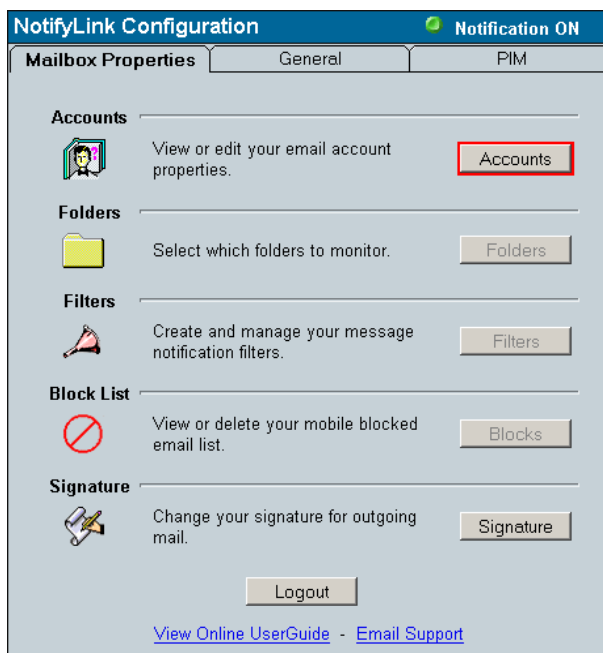 NotifyLink Configuration Notification ON
Mailbox Properties General PIM
Accounts
View or edit your email account
properties.
Accounts
Folders
Select which folders to monitor.
Folders
Filters
Create and manage your message
notification filters.
Filters
Block List
View or delete your mobile blocked
email list.
Blocks
Signature
Change your signature for outgoing
mail.
Signature
Logout
View Online UserGuide - Email Support